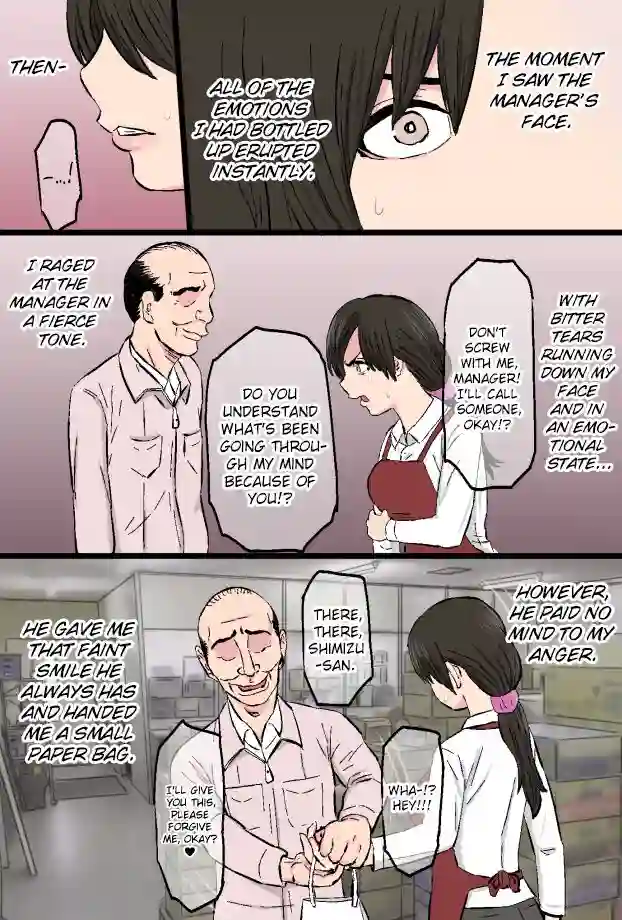 THE MOMENT
I SAW THE
MANAGER'S
FACE.
ALL OF THE
EMOTIONS
I HAD BOTTLED
UP ERUPTED
INSTANTLY.
THEN-
-...!
WITH
BITTER
TEARS
RUNNING
DOWN MY
FACE
AND IN
AN EMO-
TIONAL
STATE...
DON'T
SCREW
WITH ME,
MANAGER!
I'LL CALL
SOMEONE,
OKAY!?
DO YOU
UNDERSTAND
WHAT'S BEEN
GOING THROU-
GH MY MIND
BECAUSE OF
YOU!?
I RAGED
AT THE
MANAGER IN
A FIERCE
TONE.
HOWEVER,
HE PAID NO
MIND TO MY
ANGER.
THERE,
THERE,
SHIMIZU
-SAN.
WHA-!?
HEY!!!
I'LL GIVE
YOU THIS,
PLEASE
FORGIVE
ME, OKAY?
♥
HE GAVE ME
THAT FAINT
SMILE HE
ALWAYS HAS
AND HANDED
ME A SMALL
PAPER BAG.